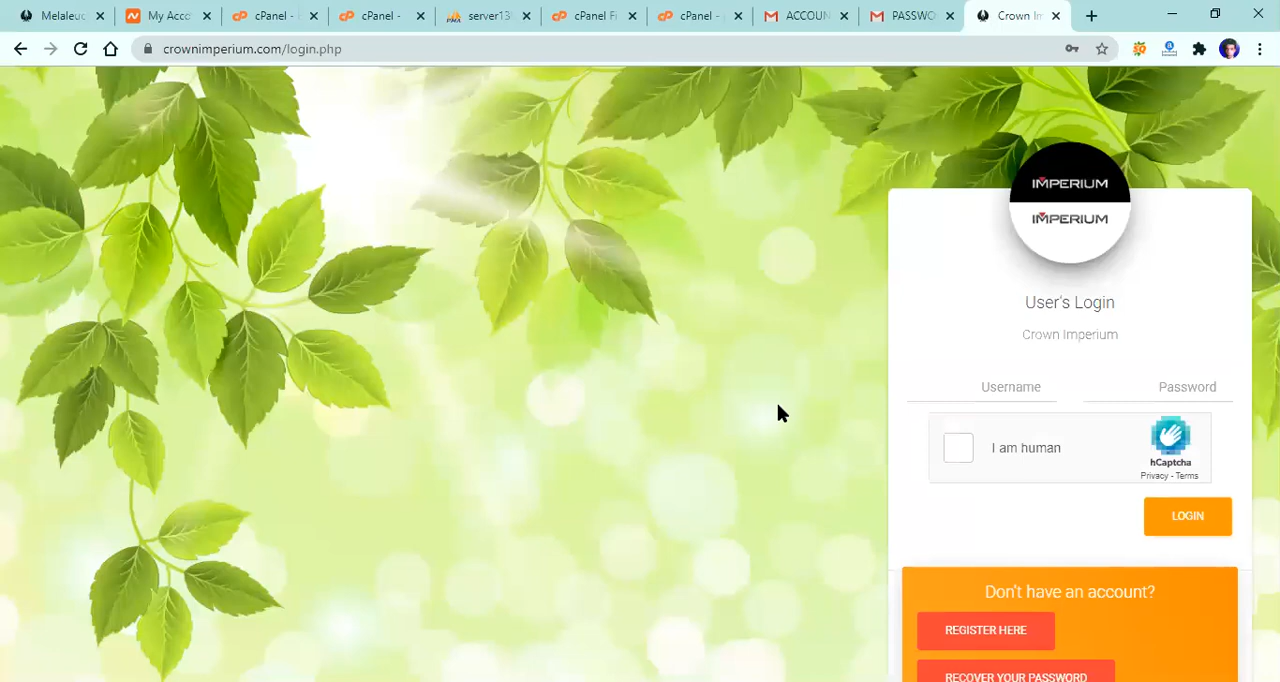 Melaleuc
My Acco
cPanel -
cPanel -
server13
cPanel F
cPanel -
ACCOUN
PASSWO
Crown Im
crownimperium.com/login.php
IMPERIUM
IMPERIUM
User's Login
Crown Imperium
Username Password
I am human
hCaptcha
Privacy - Terms
LOGIN
Don't have an account?
REGISTER HERE
RECOVER YOUR PASSWORD